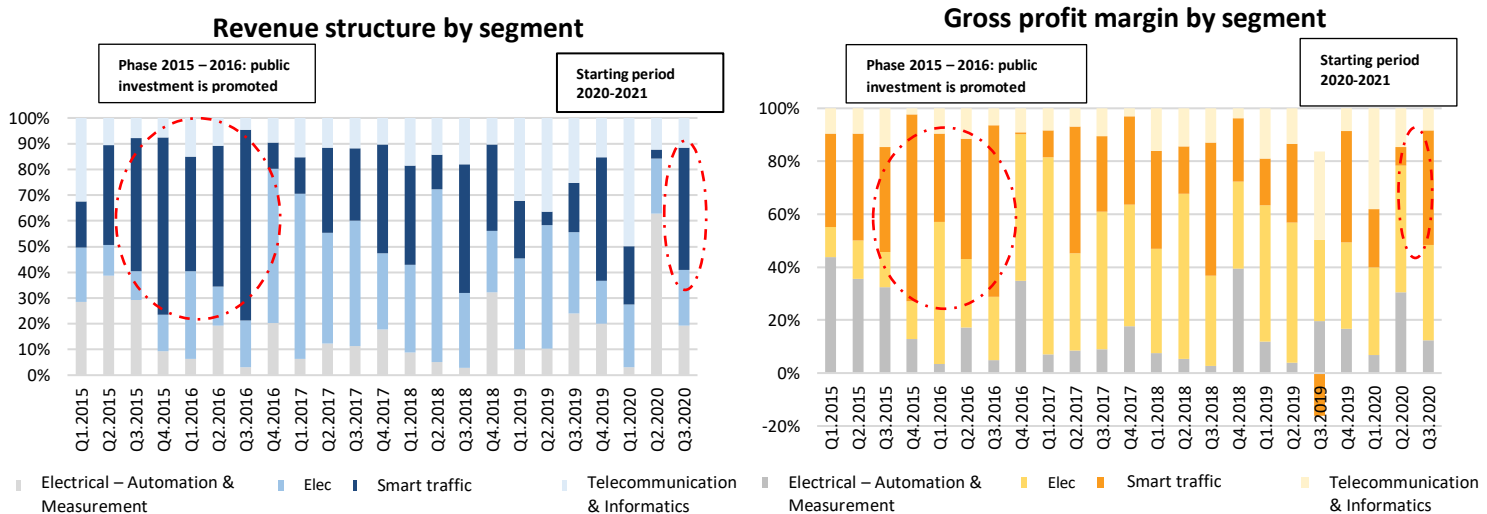 Revenue structure by segment
Phase 2015 – 2016: public
investment is promoted
Starting period
2020-2021
100%
90%
80%
70%
60%
50%
40%
30%
20%
10%
0%
Q1.2015
Q2.2015
Q3.2015
Q4.2015
Q1.2016
Q2.2016
Q3.2016
Q4.2016
Q1.2017
Q2.2017
Q3.2017
Q4.2017
Q1.2018
Q2.2018
Q3.2018
Q4.2018
Q1.2019
Q2.2019
Q3.2019
Q4.2019
Q1.2020
Q2.2020
Q3.2020
Electrical – Automation &
Measurement
Elec
Smart traffic
Telecommunication
& Informatics
Gross profit margin by segment
Phase 2015 – 2016: public
investment is promoted
Starting period
2020-2021
100%
80%
60%
40%
20%
0%
-20%
Q1.2015
Q2.2015
Q3.2015
Q4.2015
Q1.2016
Q2.2016
Q3.2016
Q4.2016
Q1.2017
Q2.2017
Q3.2017
Q4.2017
Q1.2018
Q2.2018
Q3.2018
Q4.2018
Q1.2019
Q2.2019
Q3.2019
Q4.2019
Q1.2020
Q2.2020
Q3.2020
Electrical – Automation &
Measurement
Elec
Smart traffic
Telecommunication
& Informatics